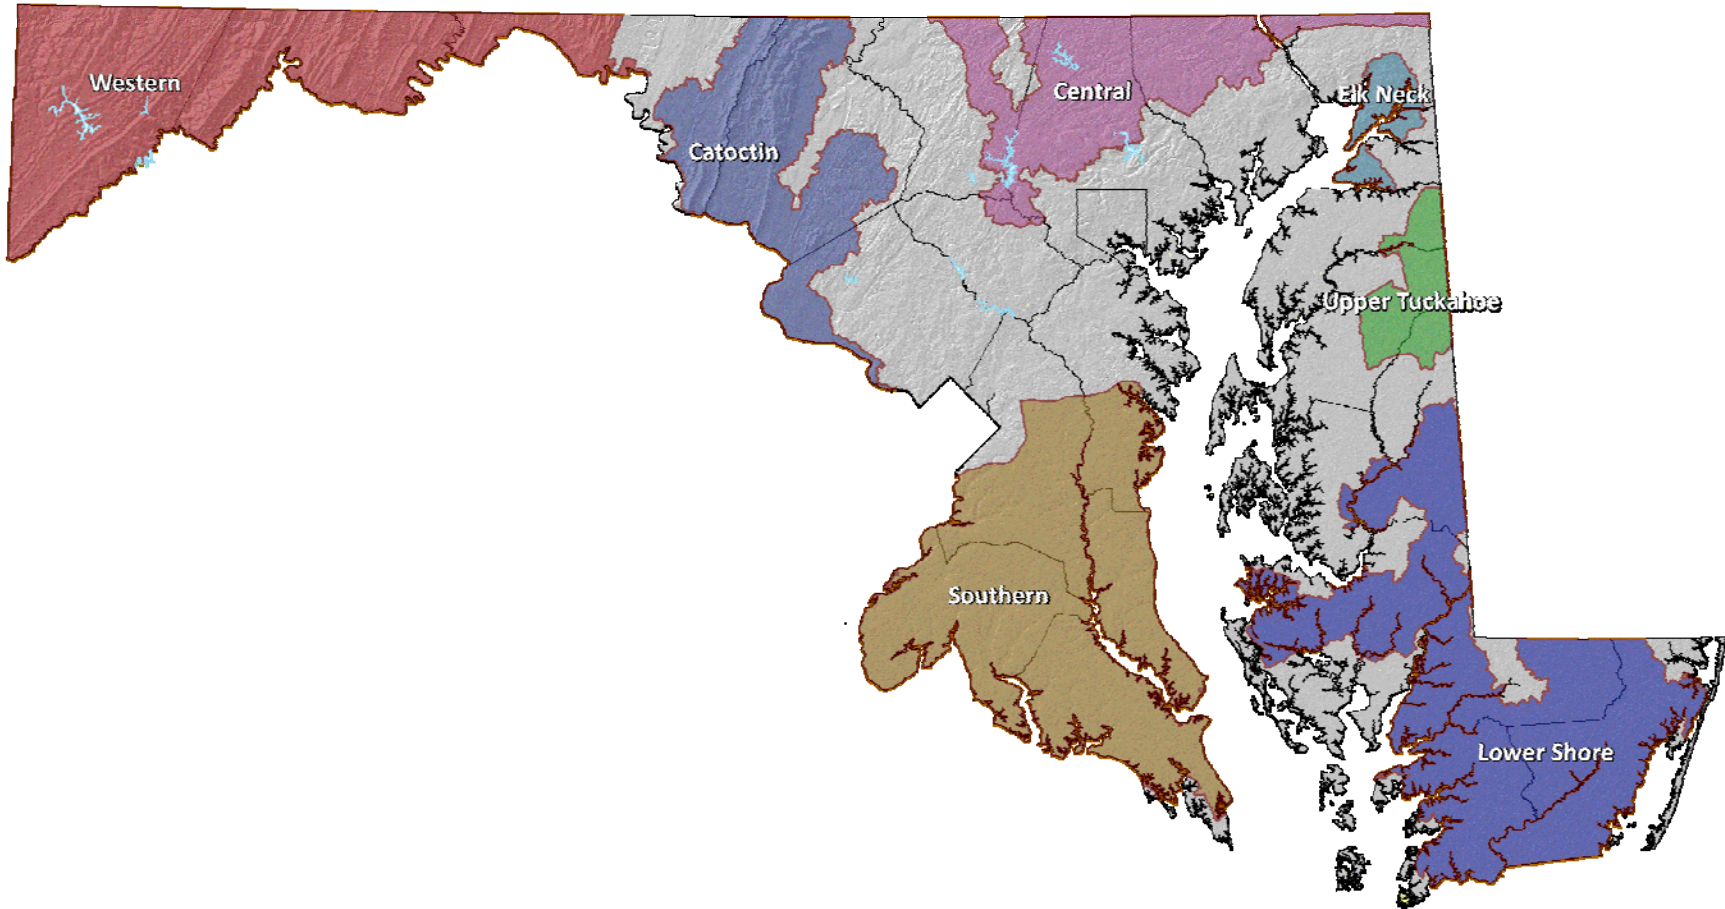 Western
Central
Elk Neck
Catoctin
Upper Tuckahoe
Southern
Lower Shore